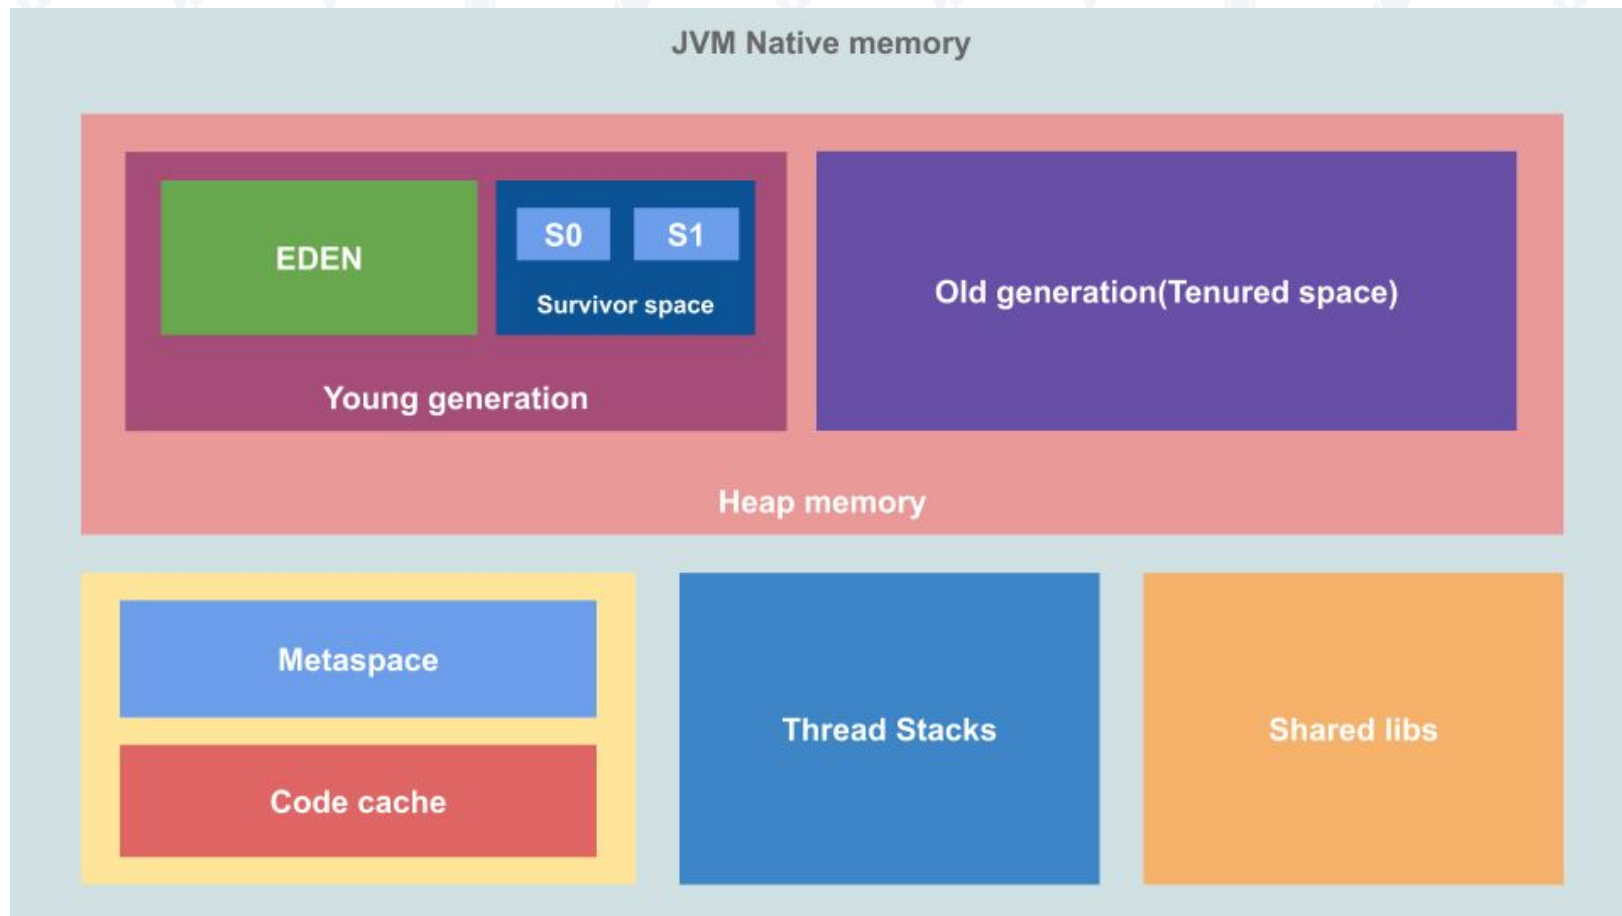 JVM Native memory
EDEN
S0
S1
Survivor space
Young generation
Old generation(Tenured space)
Heap memory
Metaspace
Code cache
Thread Stacks
Shared libs